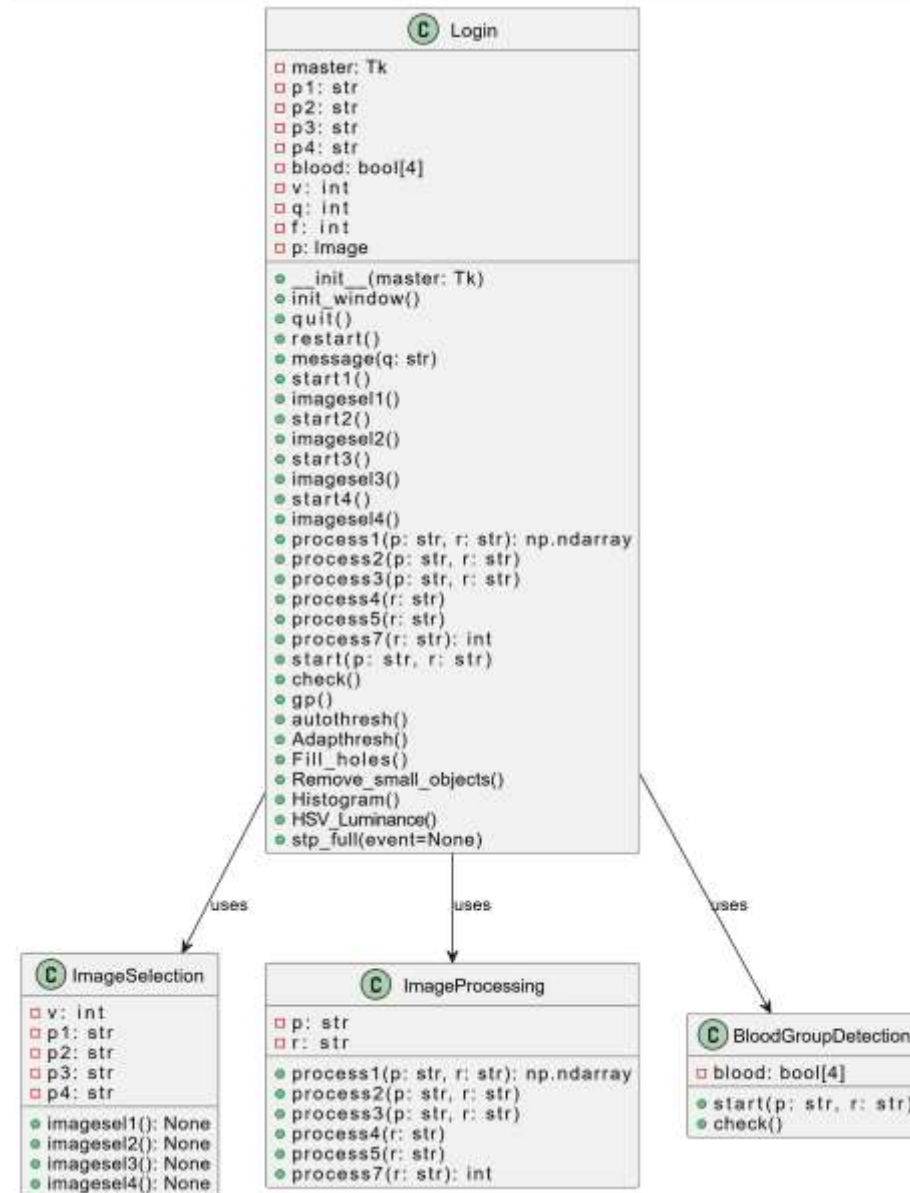 C Login
master: Tk
p1: str
p2: str
p3: str
p4: str
blood: bool[4]
v: int
q: int
f: int
p: Image
__init__(master: Tk)
init_window()
quit()
restart()
message(q: str)
start1()
imagesel1()
start2()
imagesel2()
start3()
imagesel3()
start4()
imagesel4()
process1(p: str, r: str): np.ndarray
process2(p: str, r: str)
process3(p: str, r: str)
process4(r: str)
process5(r: str)
process7(r: str): int
start(p: str, r: str)
check()
gp()
autothresh()
Adapthresh()
Fill_holes()
Remove_small_objects()
Histogram()
HSV_Luminance()
stp_full(event=None)
uses
uses
uses
C ImageSelection
v: int
p1: str
p2: str
p3: str
p4: str
imagesel1(): None
imagesel2(): None
imagesel3(): None
imagesel4(): None
C ImageProcessing
p: str
r: str
process1(p: str, r: str): np.ndarray
process2(p: str, r: str)
process3(p: str, r: str)
process4(r: str)
process5(r: str)
process7(r: str): int
C BloodGroupDetection
blood: bool[4]
start(p: str, r: str)
check()